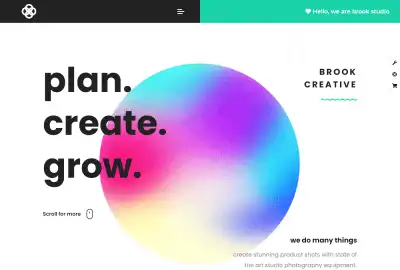 Hello, we are Brook studio
plan.
create.
grow.
BROOK
CREATIVE
Scroll for more
we do many things
create stunning product shots with state of
the art studio photography equipment.